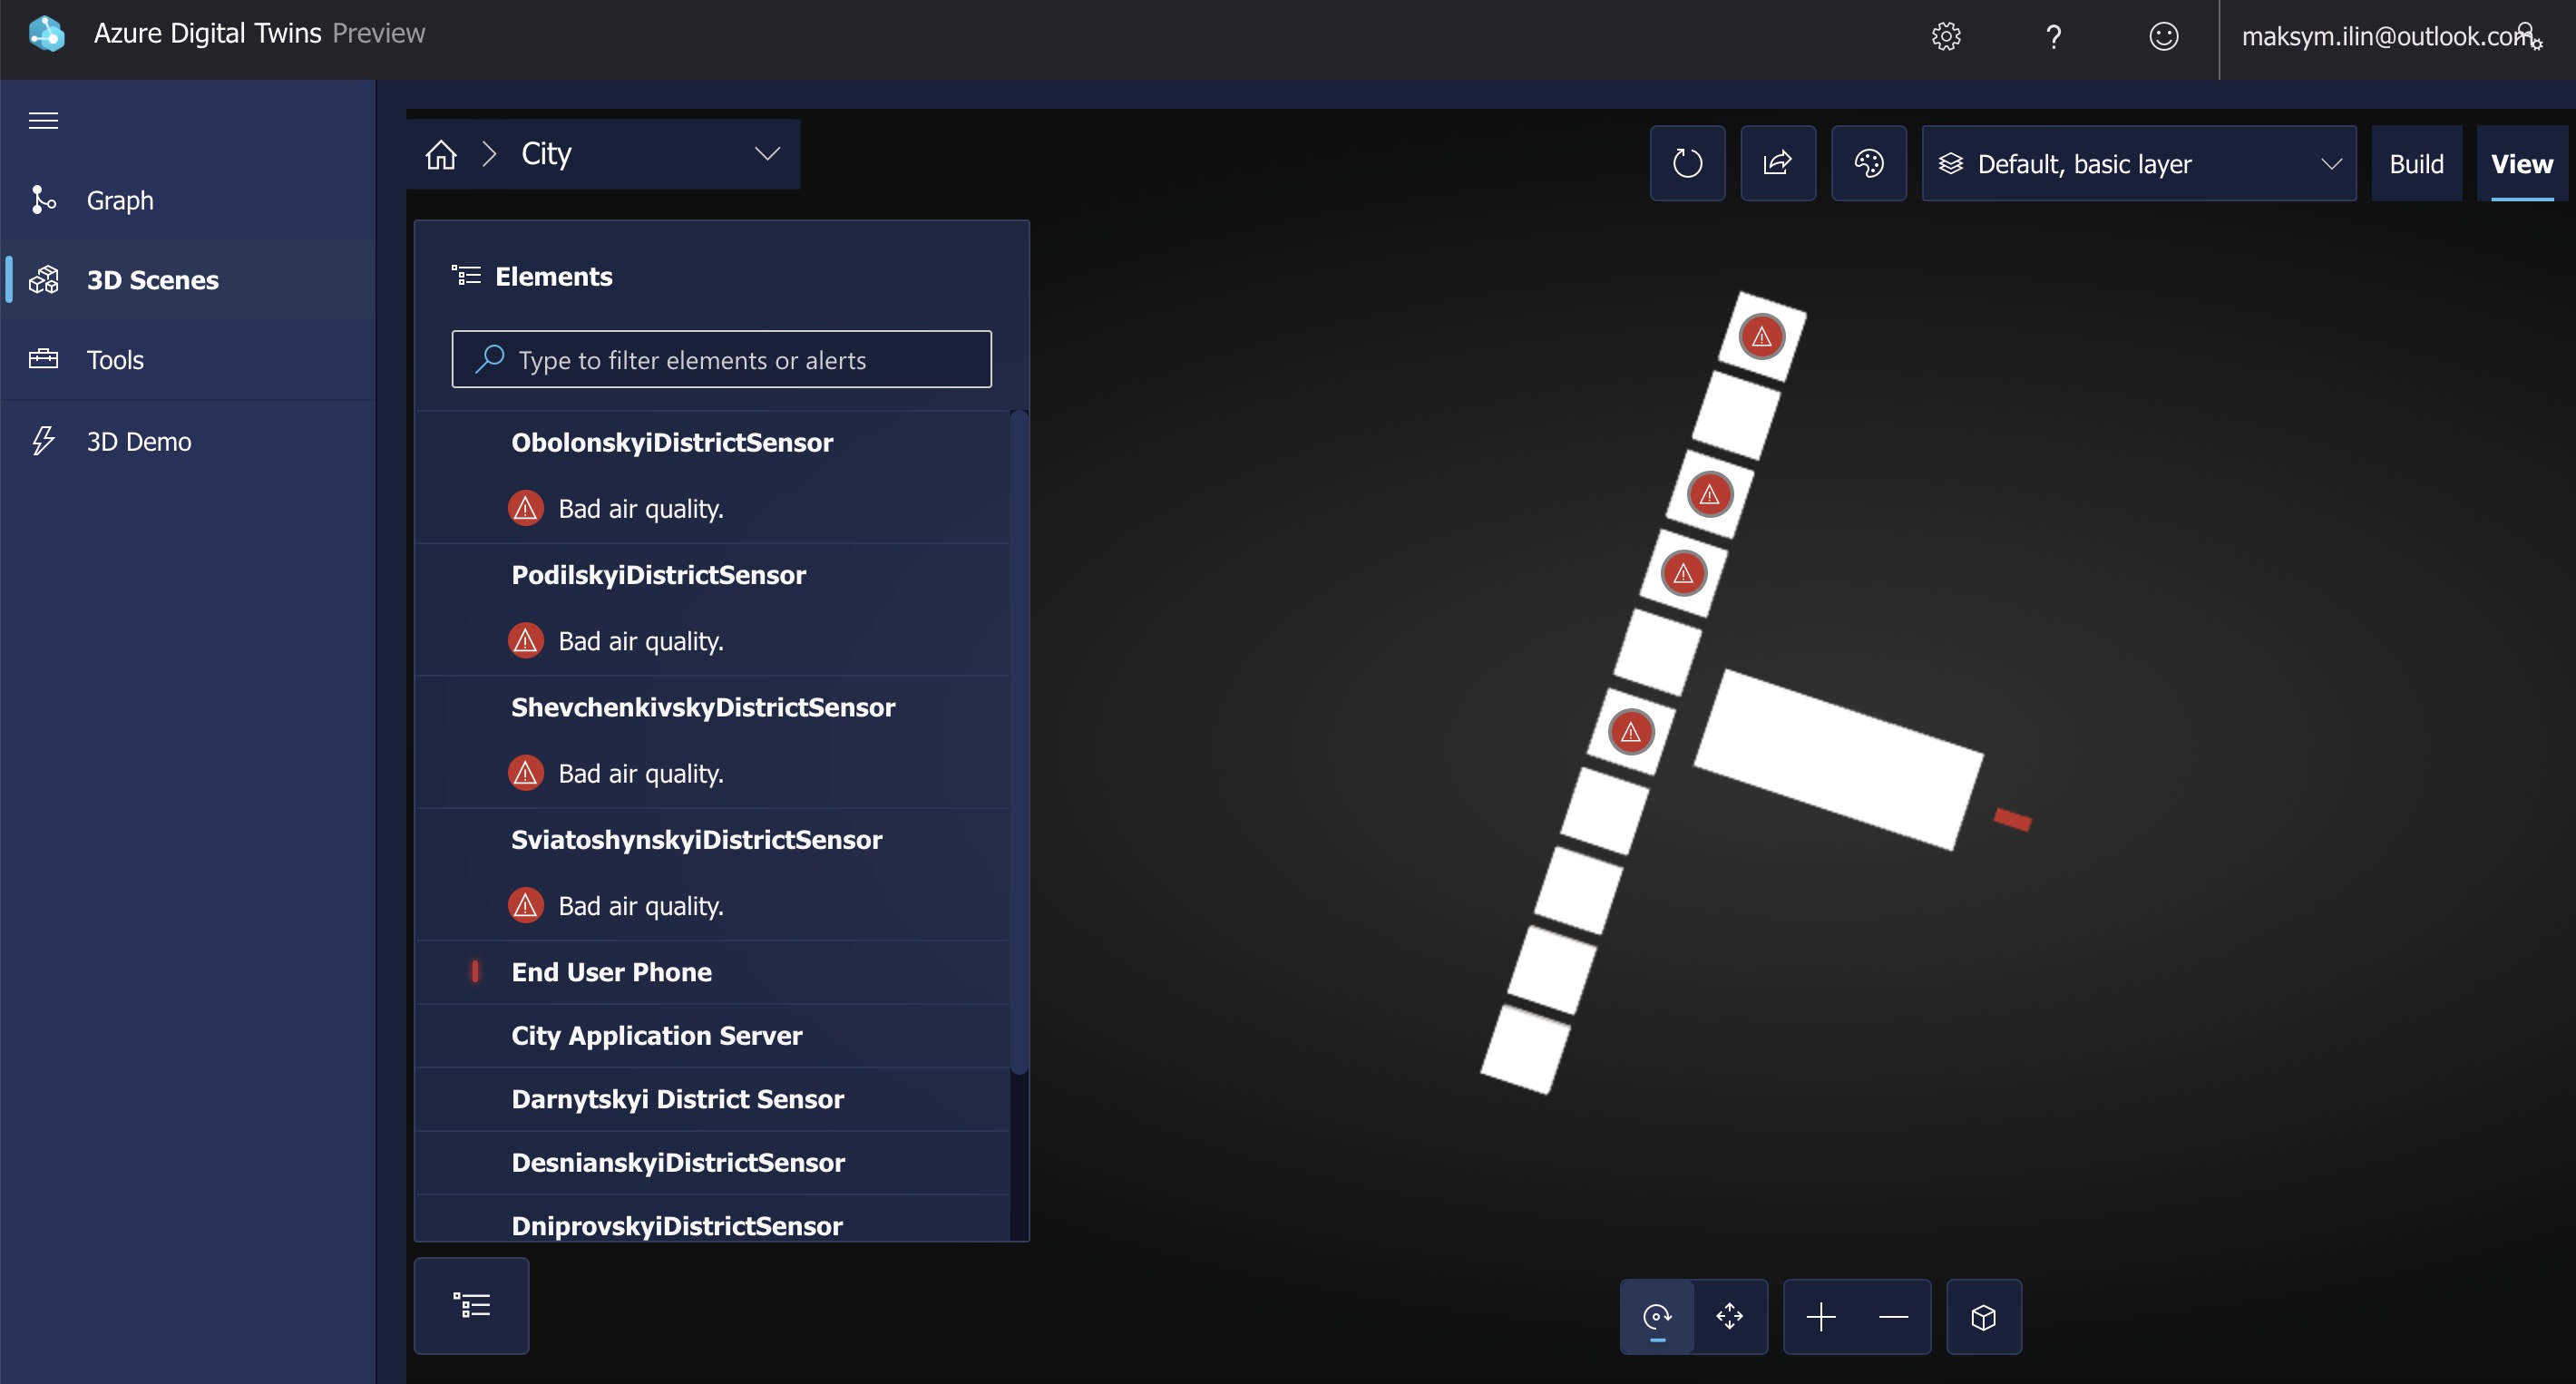 Azure Digital Twins Preview
?
maksym.ilin@outlook.com
Graph
3D Scenes
Tools
3D Demo
City
Default, basic layer
Build
View
Elements
Type to filter elements or alerts
ObolonskyiDistrictSensor
Bad air quality.
PodilskyiDistrictSensor
Bad air quality.
ShevchenkivskyDistrictSensor
Bad air quality.
SviatoshynskyiDistrictSensor
Bad air quality.
End User Phone
City Application Server
Darnytskyi District Sensor
DesnianskyiDistrictSensor
DniprovskyiDistrictSensor